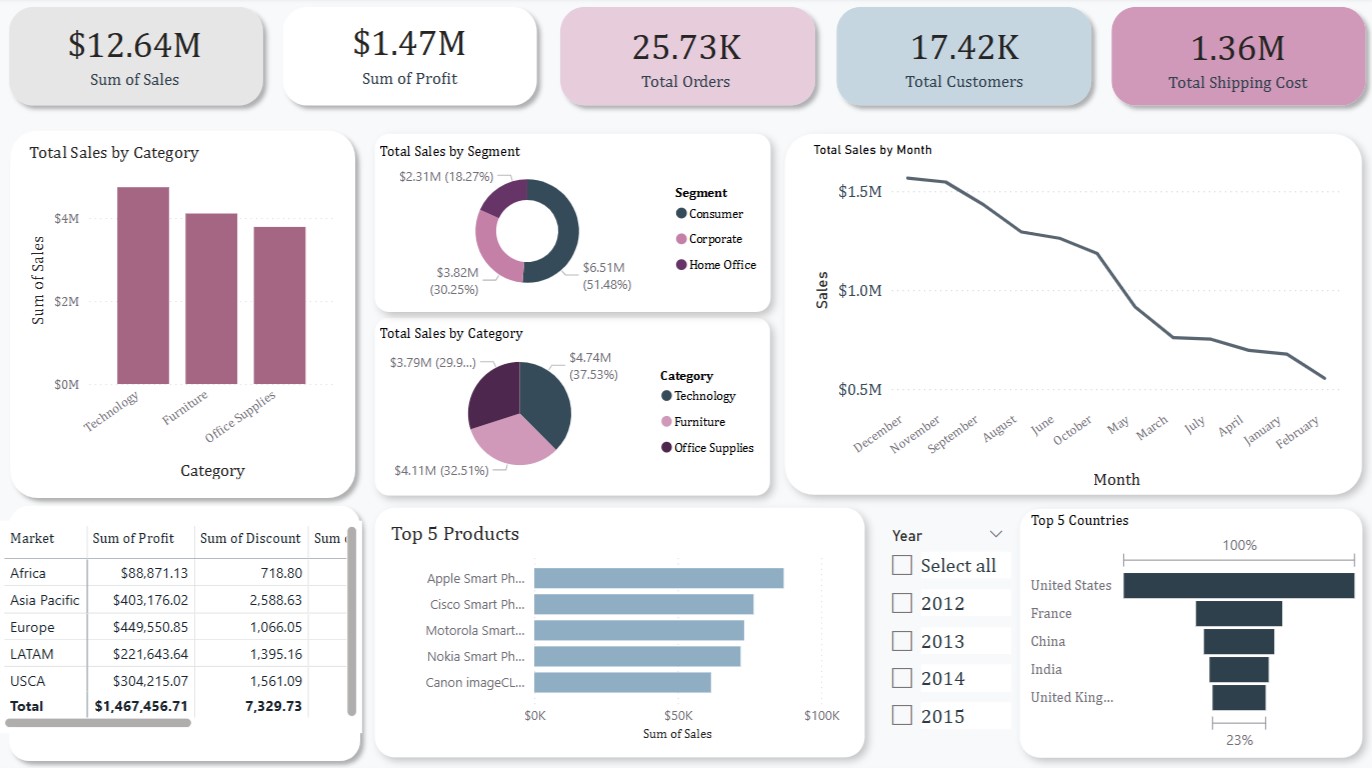 $12.64M
Sum of Sales
$1.47M
Sum of Profit
25.73K
Total Orders
17.42K
Total Customers
1.36M
Total Shipping Cost
Total Sales by Category
Sum of Sales
$4M
$2M
$0M
Technology
Furniture
Office Supplies
Category
Total Sales by Segment
$2.31M (18.27%)
$3.82M
(30.25%)
$6.51M
(51.48%)
Segment
Consumer
Corporate
Home Office
Total Sales by Category
$3.79M (29.9...)
$4.74M
(37.53%)
$4.11M (32.51%)
Category
Technology
Furniture
Office Supplies
Total Sales by Month
Sales
$1.5M
$1.0M
$0.5M
December
November
September
August
June
October
May
March
July
April
January
February
Month
Market Sum of Profit Sum of Discount Sum
Africa $88,871.13 718.80
Asia Pacific $403,176.02 2,588.63
Europe $449,550.85 1,066.05
LATAM $221,643.64 1,395.16
USCA $304,215.07 1,561.09
Total $1,467,456.71 7,329.73
Top 5 Products
Apple Smart Ph...
Cisco Smart Ph...
Motorola Smart...
Nokia Smart Ph...
Canon imageCL...
$0K $50K $100K
Sum of Sales
Year
Select all
2012
2013
2014
2015
Top 5 Countries
100%
United States
France
China
India
United King...
23%